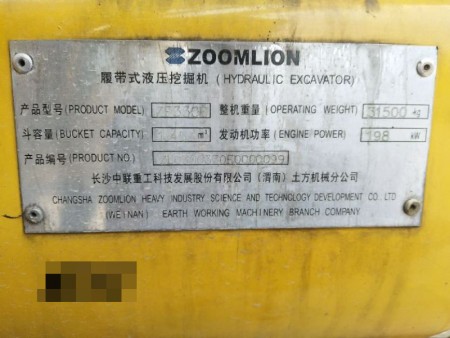 ZOOMLION
履带式液压挖掘机 (HYDRAULIC EXCAVATOR)
产品型号(PRODUCT MODEL) 整机重量(OPERATING WEIGHT) 31500 kg
斗容量(BUCKET CAPACITY) m³ 发动机功率(ENGINE POWER) 198 kW
产品编号(PRODUCT NO.)
长沙中联重工科技发展股份有限公司(渭南)土方机械分公司
CHANGSHA ZOOMLION HEAVY INDUSTRY SCIENCE AND TECHNOLOGY DEVELOPMENT CO. LTD
(WEINAN) EARTH WORKING MACHINERY BRANCH COMPANY